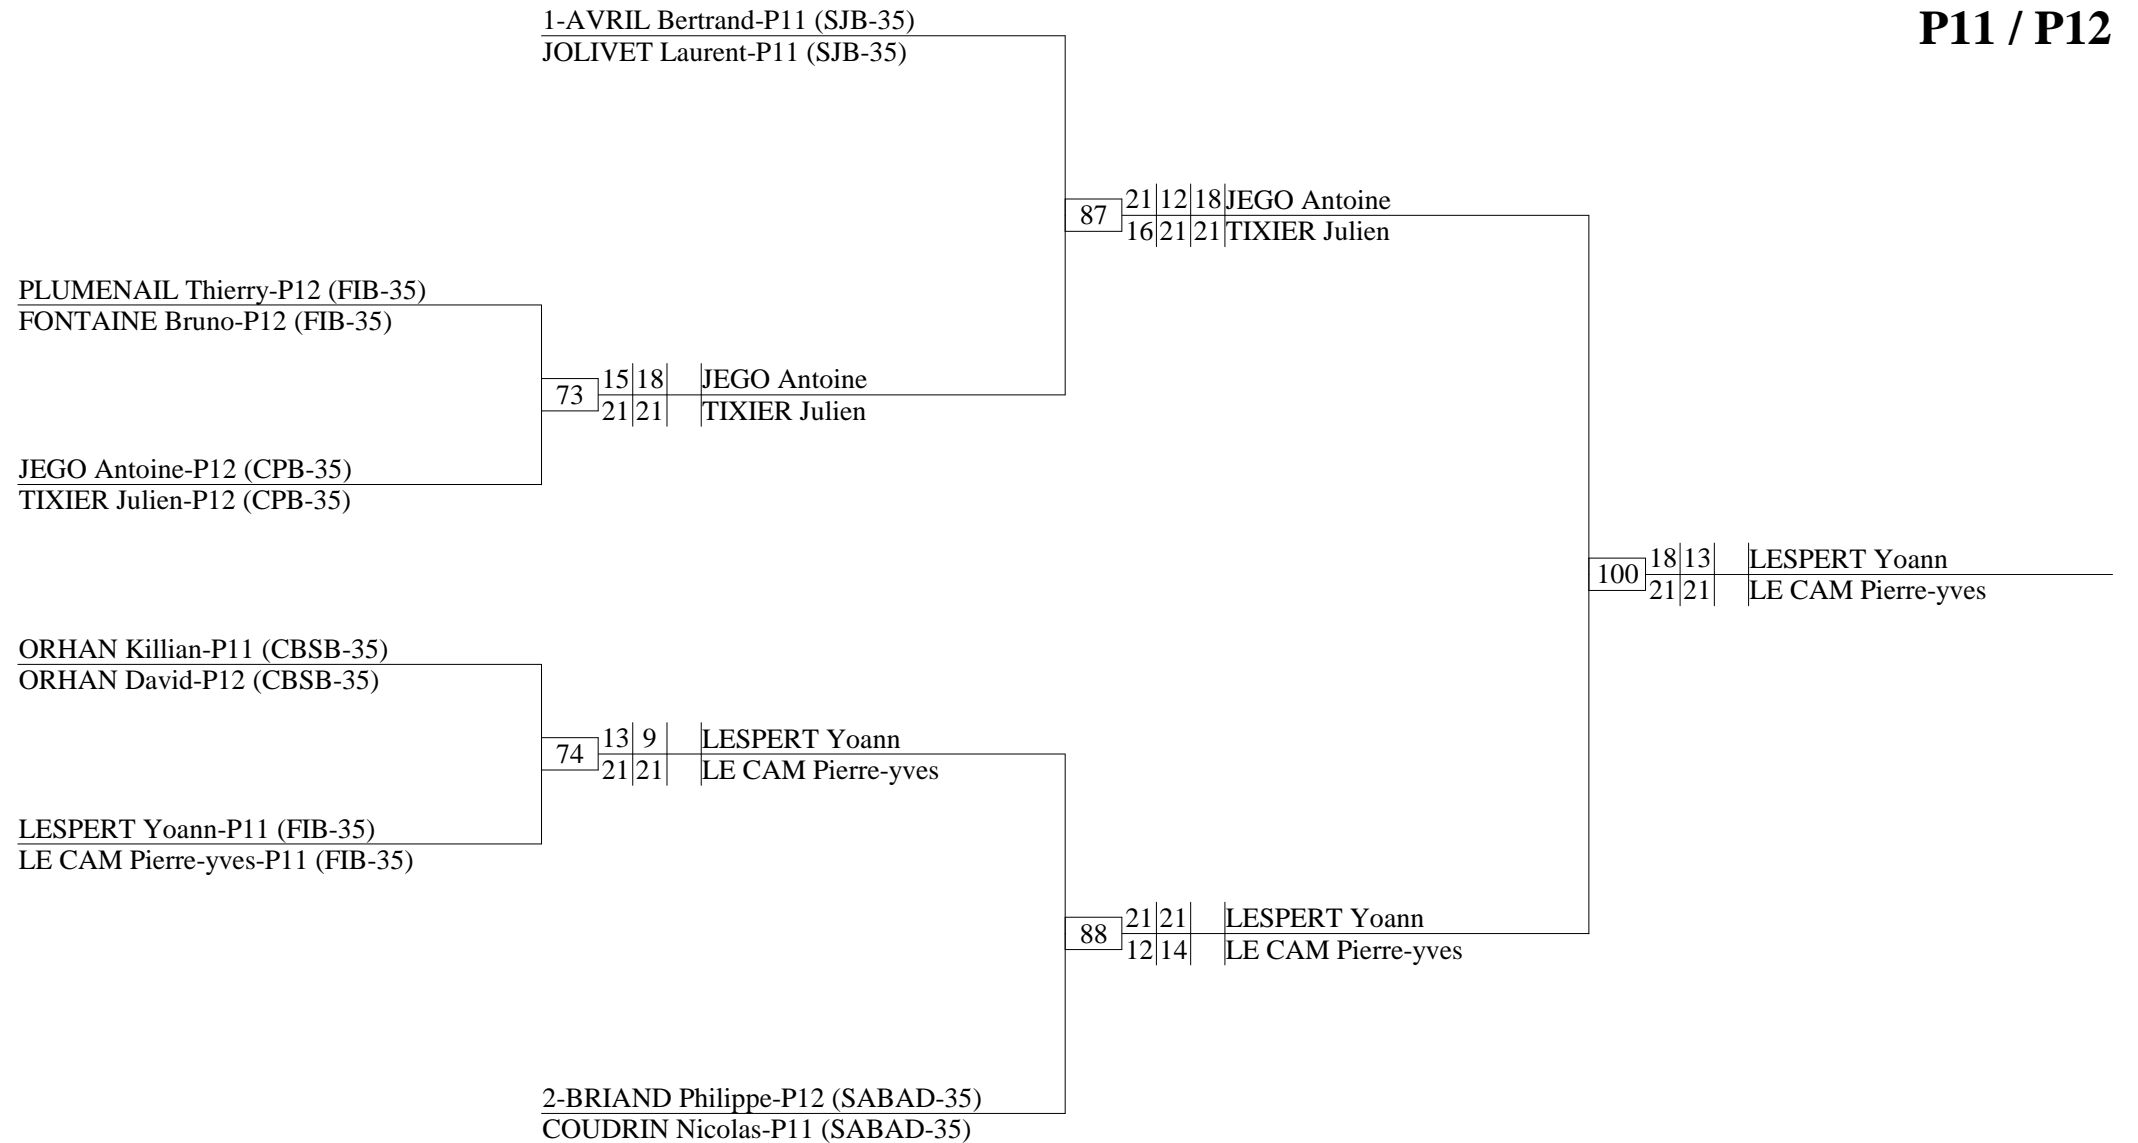 1-AVRIL Bertrand-P11 (SJB-35)
JOLIVET Laurent-P11 (SJB-35)
P11 / P12
87
21 12 18 JEGO Antoine
16 21 21 TIXIER Julien
PLUMENAIL Thierry-P12 (FIB-35)
FONTAINE Bruno-P12 (FIB-35)
73
15 18 JEGO Antoine
21 21 TIXIER Julien
JEGO Antoine-P12 (CPB-35)
TIXIER Julien-P12 (CPB-35)
100
18 13 LESPERT Yoann
21 21 LE CAM Pierre-yves
ORHAN Killian-P11 (CBSB-35)
ORHAN David-P12 (CBSB-35)
74
13 9 LESPERT Yoann
21 21 LE CAM Pierre-yves
LESPERT Yoann-P11 (FIB-35)
LE CAM Pierre-yves-P11 (FIB-35)
88
21 21 LESPERT Yoann
12 14 LE CAM Pierre-yves
2-BRIAND Philippe-P12 (SABAD-35)
COUDRIN Nicolas-P11 (SABAD-35)